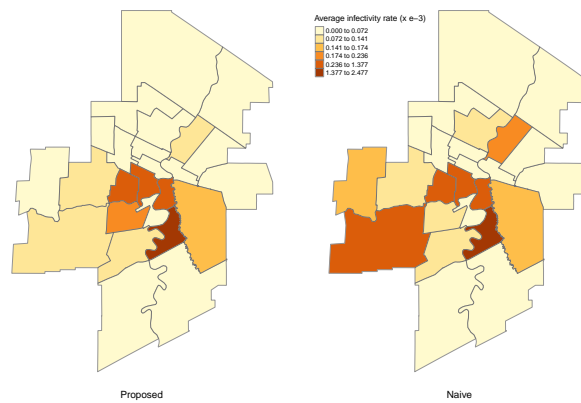 Average infectivity rate (x e−3)
0.000 to 0.072
0.072 to 0.141
0.141 to 0.174
0.174 to 0.236
0.236 to 1.377
1.377 to 2.477
Proposed
Naive